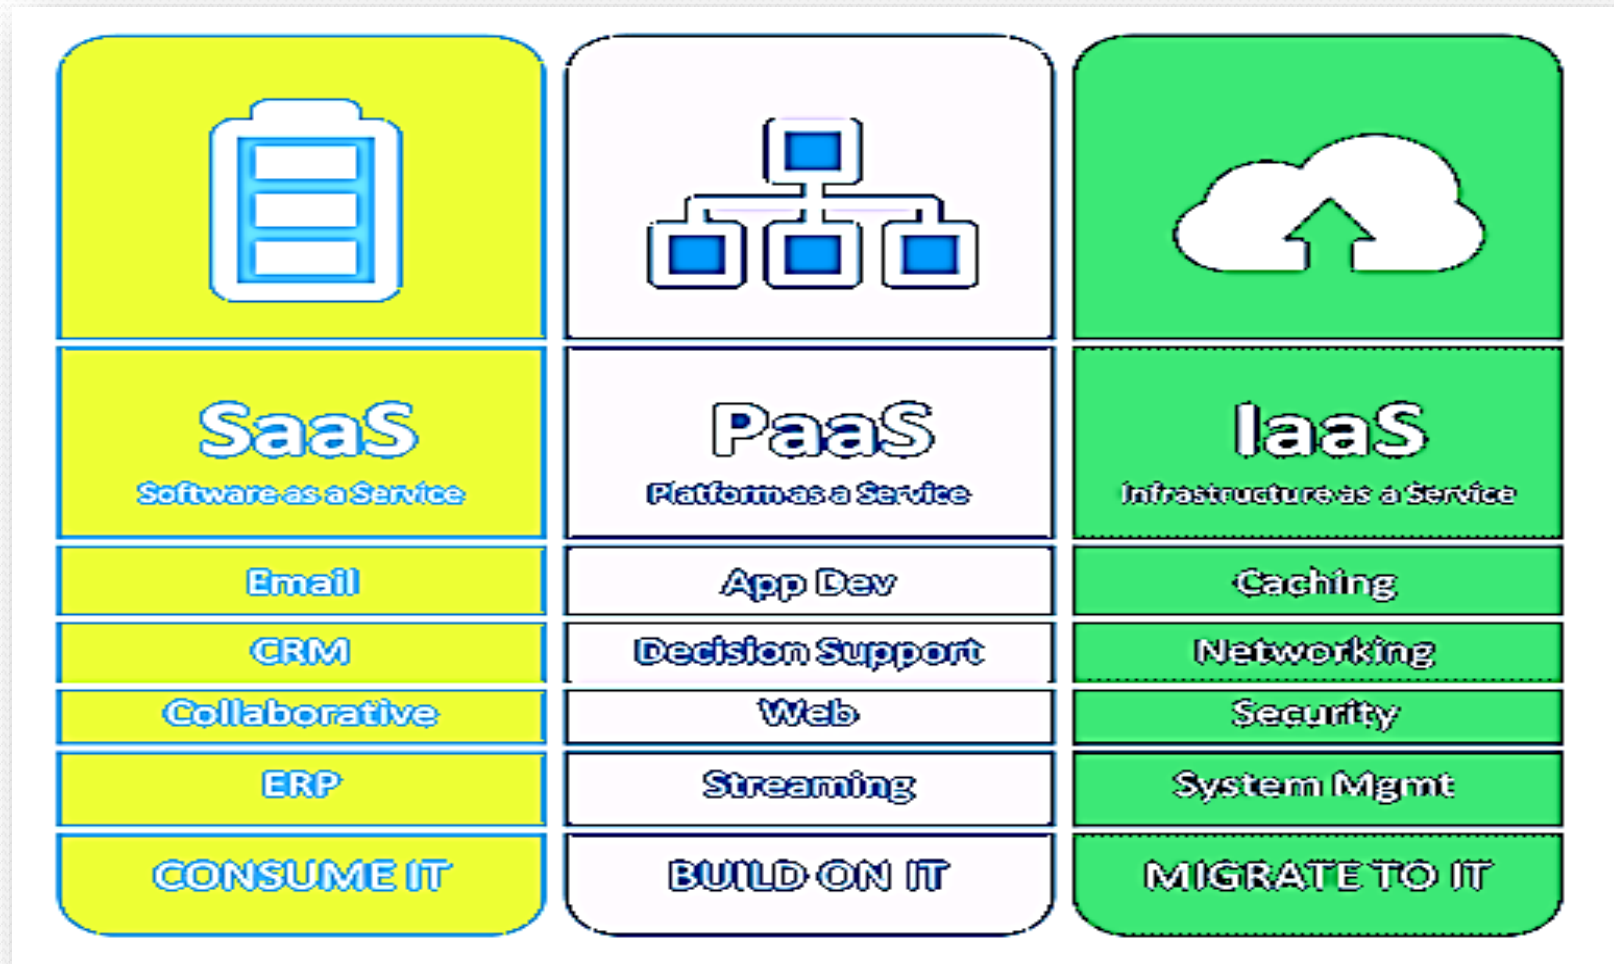 SaaS
Software as a Service
Email
CRM
Collaborative
ERP
CONSUME IT
PaaS
Platform as a Service
App Dev
Decision Support
Web
Streaming
BUILD ON IT
IaaS
Infrastructure as a Service
Caching
Networking
Security
System Mgmt
MIGRATE TO IT